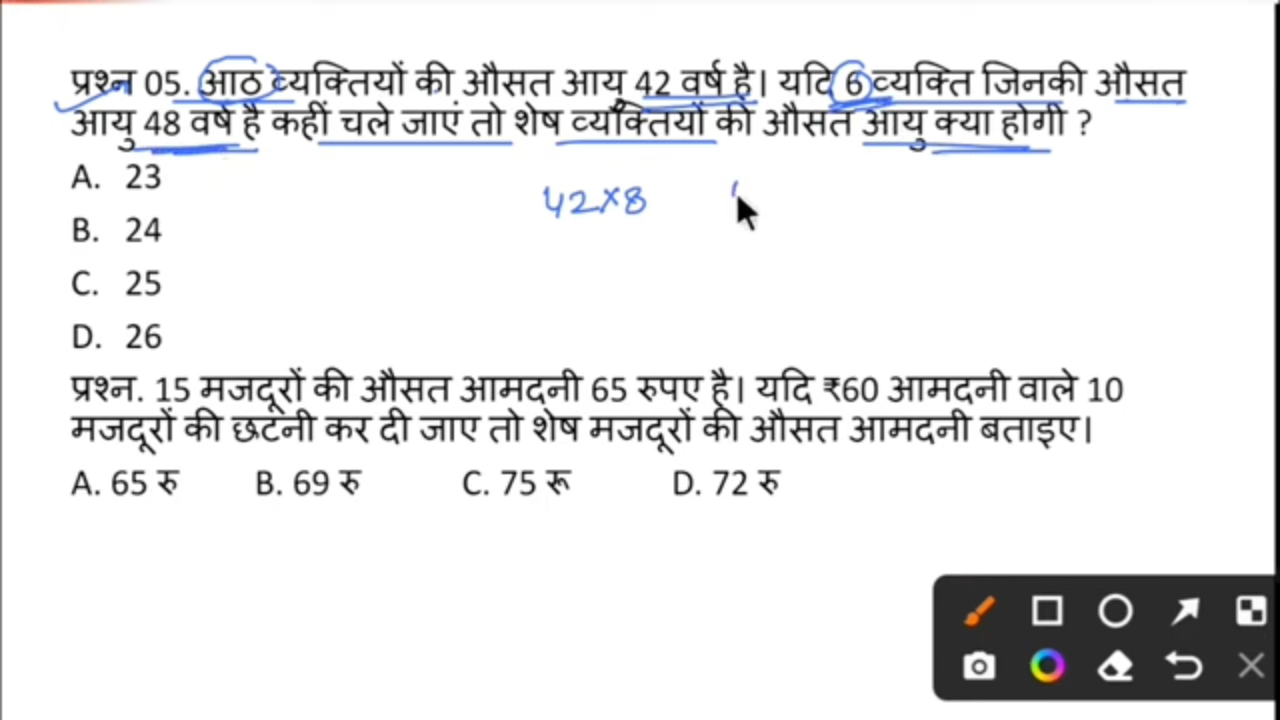 प्रश्न 05. आठ व्यक्तियों की औसत आयु 42 वर्ष है। यदि 6 व्यक्ति जिनकी औसत
आयु 48 वर्ष है कहीं चले जाएं तो शेष व्यक्तियों की औसत आयु क्या होगी ?
A. 23
42×8
B. 24
C. 25
D. 26
प्रश्न. 15 मजदूरों की औसत आमदनी 65 रुपए है। यदि ₹60 आमदनी वाले 10
मजदूरों की छटनी कर दी जाए तो शेष मजदूरों की औसत आमदनी बताइए।
A. 65 रु B. 69 रु C. 75 रू D. 72 रु